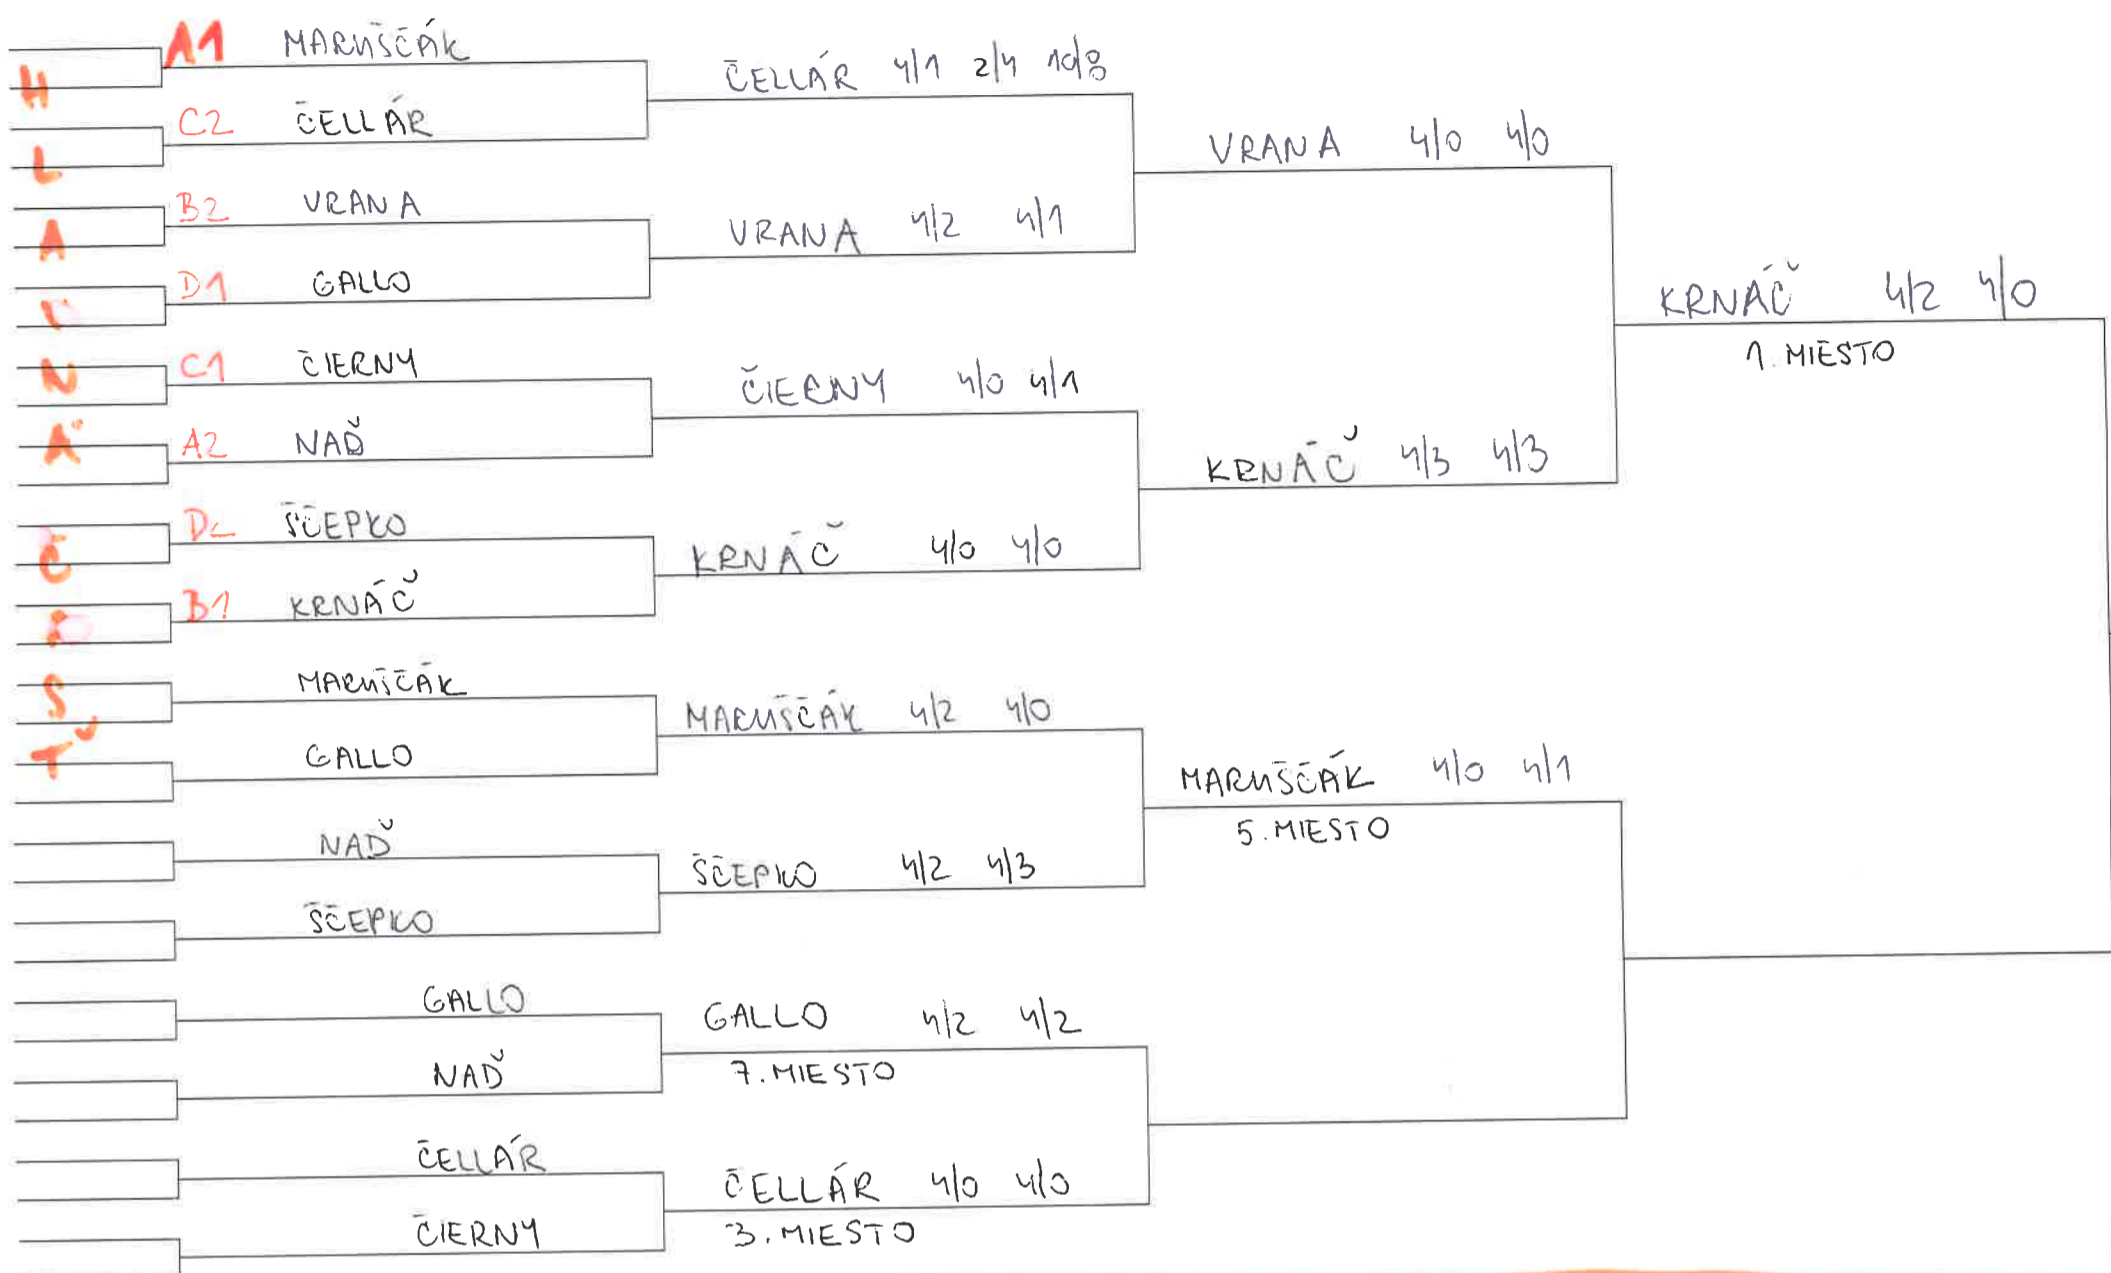 HLAVNÁ ČASŤ
A1 MARUŠČÁK
C2 ČELLÁR
B2 VRANA
D1 GALLO
C1 ČIERNY
A2 NAĎ
D2 ŠČEPKO
B1 KRNÁČ
MARUŠČÁK
GALLO
NAĎ
ŠČEPKO
GALLO
NAĎ
ČELLÁR
ČIERNY
ČELLÁR 4/1 2/4 10/8
VRANA 4/2 4/1
ČIERNY 4/0 4/1
KRNÁČ 4/0 4/0
MARUŠČÁK 4/2 4/0
ŠČEPKO 4/2 4/3
GALLO 4/2 4/2
7. MIESTO
ČELLÁR 4/0 4/0
3. MIESTO
VRANA 4/0 4/0
KRNÁČ 4/3 4/3
MARUŠČÁK 4/0 4/1
5. MIESTO
KRNÁČ 4/2 4/0
1. MIESTO